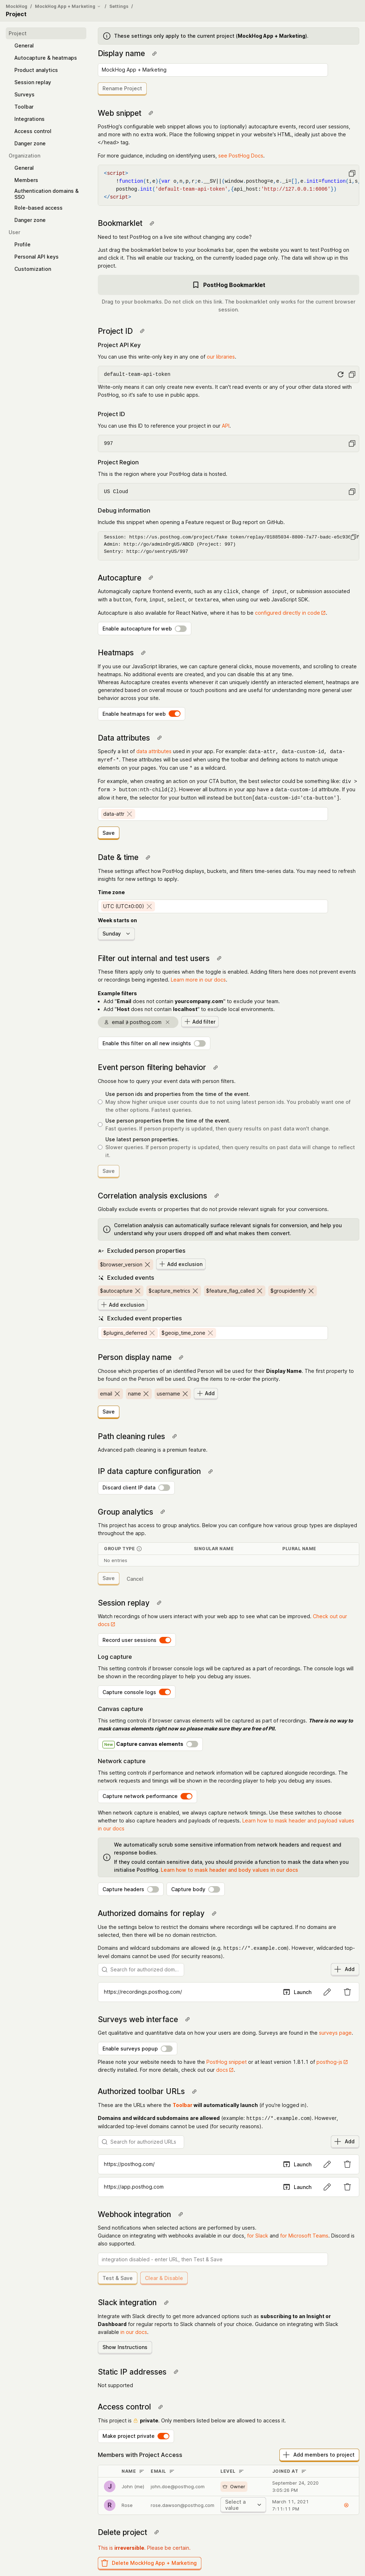 MockHog / MockHog App + Marketing / Settings /
Project
Project
General
Autocapture & heatmaps
Product analytics
Session replay
Surveys
Toolbar
Integrations
Access control
Danger zone
Organization
General
Members
Authentication domains &
SSO
Role-based access
Danger zone
User
Profile
Personal API keys
Customization
These settings only apply to the current project (MockHog App + Marketing).
Display name
MockHog App + Marketing
Rename Project
Web snippet
PostHog's configurable web snippet allows you to (optionally) autocapture events, record user sessions,
and more with no extra work. Place the following snippet in your website's HTML, ideally just above the
</head> tag.
For more guidance, including on identifying users, see PostHog Docs.
<script>
!function(t,e){var o,n,p,r;e.__SV||(window.posthog=e,e._i=[],e.init=function(i,s,
posthog.init('default-team-api-token',{api_host:'http://127.0.0.1:6006'})
</script>
Bookmarklet
Need to test PostHog on a live site without changing any code?
Just drag the bookmarklet below to your bookmarks bar, open the website you want to test PostHog on
and click it. This will enable our tracking, on the currently loaded page only. The data will show up in this
project.
PostHog Bookmarklet
Drag to your bookmarks. Do not click on this link. The bookmarklet only works for the current browser
session.
Project ID
Project API Key
You can use this write-only key in any one of our libraries.
default-team-api-token
Write-only means it can only create new events. It can't read events or any of your other data stored with
PostHog, so it's safe to use in public apps.
Project ID
You can use this ID to reference your project in our API.
997
Project Region
This is the region where your PostHog data is hosted.
US Cloud
Debug information
Include this snippet when opening a Feature request or Bug report on GitHub.
Admin: http://go/adminOrgUS/ABCD (Project: 997)
Sentry: http://go/sentryUS/997
Autocapture
Automagically capture frontend events, such as any click, change of input, or submission associated
with a button, form, input, select, or textarea, when using our web JavaScript SDK.
Autocapture is also available for React Native, where it has to be configured directly in code.
Enable autocapture for web
Heatmaps
If you use our JavaScript libraries, we can capture general clicks, mouse movements, and scrolling to create
heatmaps. No additional events are created, and you can disable this at any time.
Whereas Autocapture creates events whenever it can uniquely identify an interacted element, heatmaps are
generated based on overall mouse or touch positions and are useful for understanding more general user
behavior across your site.
Enable heatmaps for web
Data attributes
Specify a list of data attributes used in your app. For example: data-attr, data-custom-id, data-
myref-*. These attributes will be used when using the toolbar and defining actions to match unique
elements on your pages. You can use * as a wildcard.
For example, when creating an action on your CTA button, the best selector could be something like: div >
form > button:nth-child(2). However all buttons in your app have a data-custom-id attribute. If you
allow it here, the selector for your button will instead be button[data-custom-id='cta-button'].
data-attr
Save
Date & time
These settings affect how PostHog displays, buckets, and filters time-series data. You may need to refresh
insights for new settings to apply.
Time zone
UTC (UTC±0:00)
Week starts on
Sunday
Filter out internal and test users
These filters apply only to queries when the toggle is enabled. Adding filters here does not prevent events
or recordings being ingested. Learn more in our docs.
Example filters
Add "Email does not contain yourcompany.com" to exclude your team.
Add "Host does not contain localhost" to exclude local environments.
email ∌ posthog.com
Add filter
Enable this filter on all new insights
Event person filtering behavior
Choose how to query your event data with person filters.
Use person ids and properties from the time of the event.
May show higher unique user counts due to not using latest person ids. You probably want one of
the other options. Fastest queries.
Use person properties from the time of the event.
Fast queries. If person property is updated, then query results on past data won't change.
Use latest person properties.
Slower queries. If person property is updated, then query results on past data will change to reflect
it.
Save
Correlation analysis exclusions
Globally exclude events or properties that do not provide relevant signals for your conversions.
Correlation analysis can automatically surface relevant signals for conversion, and help you
understand why your users dropped off and what makes them convert.
Excluded person properties
$browser_version
Add exclusion
Excluded events
$autocapture
$capture_metrics
$feature_flag_called
$groupidentify
Add exclusion
Excluded event properties
$plugins_deferred
$geoip_time_zone
Person display name
Choose which properties of an identified Person will be used for their Display Name. The first property to
be found on the Person will be used. Drag the items to re-order the priority.
email
name
username
Add
Save
Path cleaning rules
Advanced path cleaning is a premium feature.
IP data capture configuration
Discard client IP data
Group analytics
This project has access to group analytics. Below you can configure how various group types are displayed
throughout the app.
GROUP TYPE
SINGULAR NAME
PLURAL NAME
No entries
Save
Cancel
Session replay
Watch recordings of how users interact with your web app to see what can be improved. Check out our
docs
Record user sessions
Log capture
This setting controls if browser console logs will be captured as a part of recordings. The console logs will
be shown in the recording player to help you debug any issues.
Capture console logs
Canvas capture
This setting controls if browser canvas elements will be captured as part of recordings. There is no way to
mask canvas elements right now so please make sure they are free of PII.
New
Capture canvas elements
Network capture
This setting controls if performance and network information will be captured alongside recordings. The
network requests and timings will be shown in the recording player to help you debug any issues.
Capture network performance
When network capture is enabled, we always capture network timings. Use these switches to choose
whether to also capture headers and payloads of requests. Learn how to mask header and payload values
in our docs
We automatically scrub some sensitive information from network headers and request and
response bodies.
If they could contain sensitive data, you should provide a function to mask the data when you
initialise PostHog. Learn how to mask header and body values in our docs
Capture headers
Capture body
Authorized domains for replay
Use the settings below to restrict the domains where recordings will be captured. If no domains are
selected, then there will be no domain restriction.
Domains and wildcard subdomains are allowed (e.g. https://*.example.com). However, wildcarded top-
level domains cannot be used (for security reasons).
Search for authorized dom...
Add
https://recordings.posthog.com/
Launch
Surveys web interface
Get qualitative and quantitative data on how your users are doing. Surveys are found in the surveys page.
Enable surveys popup
Please note your website needs to have the PostHog snippet or at least version 1.81.1 of posthog-js
directly installed. For more details, check out our docs.
Authorized toolbar URLs
These are the URLs where the Toolbar will automatically launch (if you're logged in).
Domains and wildcard subdomains are allowed (example: https://*.example.com). However,
wildcarded top-level domains cannot be used (for security reasons).
Search for authorized URLs
Add
https://posthog.com/
Launch
https://app.posthog.com
Launch
Webhook integration
Send notifications when selected actions are performed by users.
Guidance on integrating with webhooks available in our docs, for Slack and for Microsoft Teams. Discord is
also supported.
integration disabled - enter URL, then Test & Save
Test & Save
Clear & Disable
Slack integration
Integrate with Slack directly to get more advanced options such as subscribing to an Insight or
Dashboard for regular reports to Slack channels of your choice. Guidance on integrating with Slack
available in our docs.
Show Instructions
Static IP addresses
Not supported
Access control
This project is private. Only members listed below are allowed to access it.
Make project private
Members with Project Access
Add members to project
NAME
EMAIL
LEVEL
JOINED AT
J
John (me)
john.doe@posthog.com
Owner
September 24, 2020
3:05:26 PM
R
Rose
rose.dawson@posthog.com
Select a
value
March 11, 2021
7:11:11 PM
Delete project
This is irreversible. Please be certain.
Delete MockHog App + Marketing